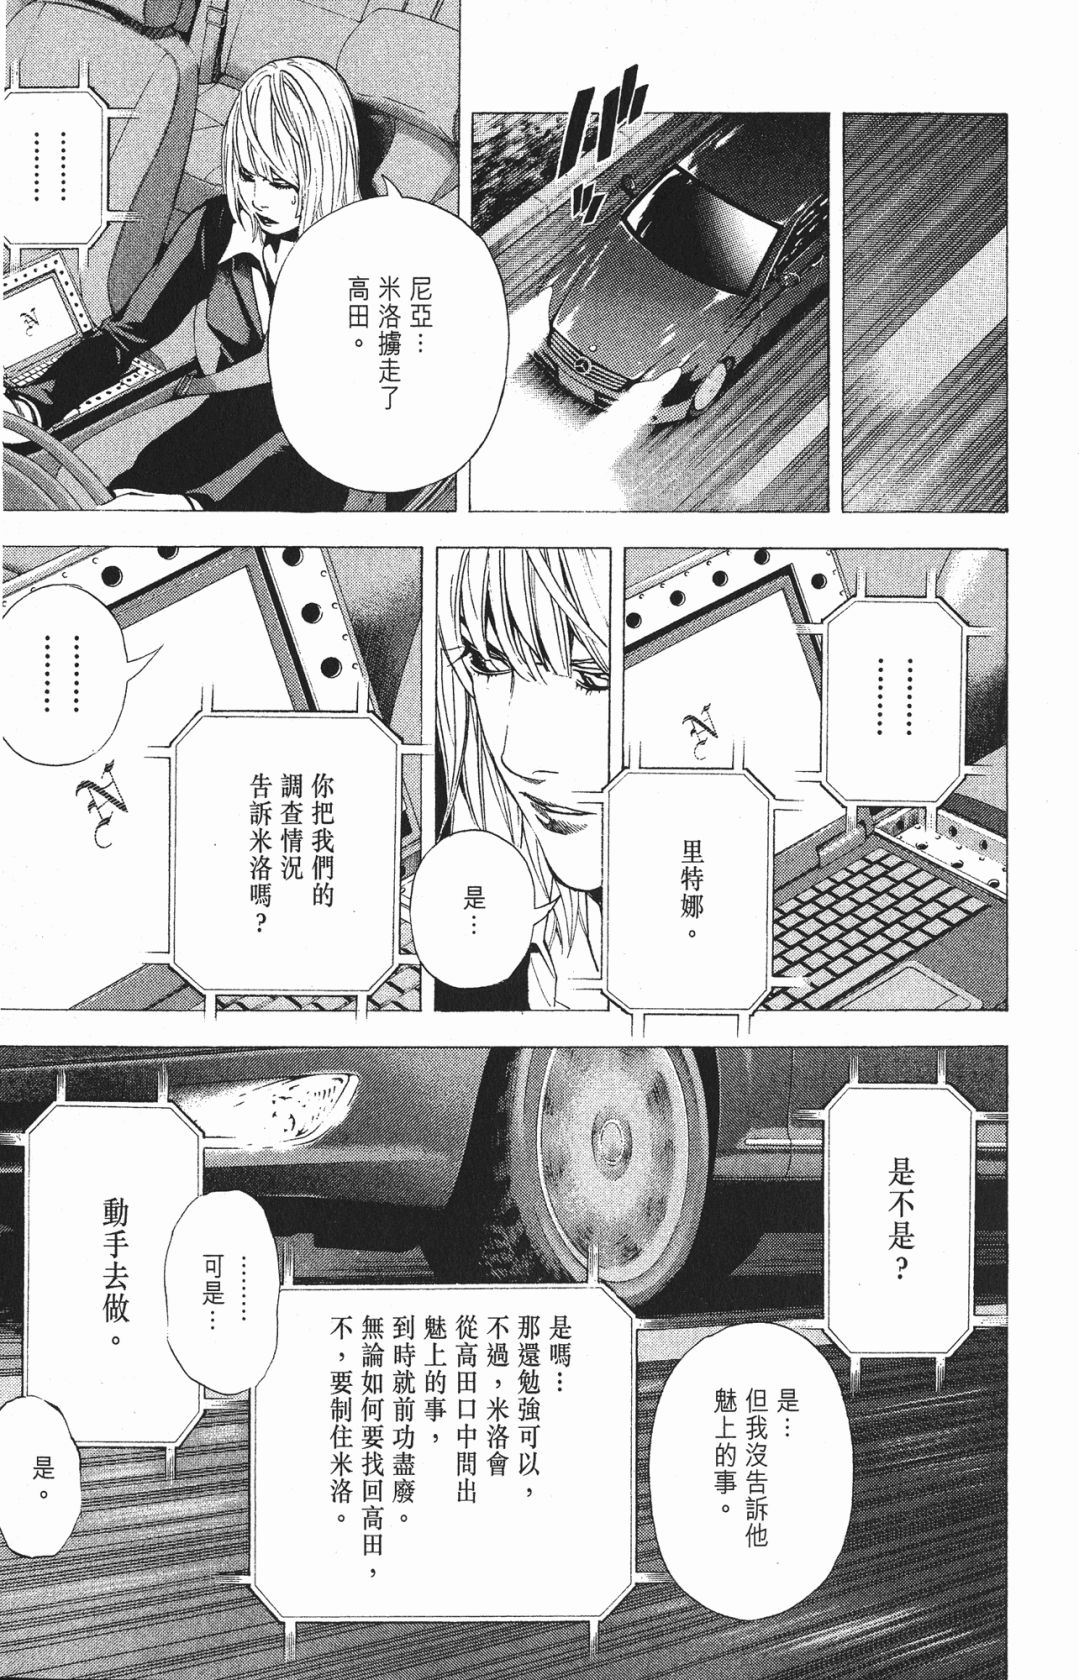 尼亞…
米洛擄走了
高田。
………
………
………
………
里特娜。
是…
你把我們的
調查情況
告訴米洛嗎?
………
………
是不是?
是…
但我沒告訴他
魅上的事。
是嗎…
那還勉強可以，
不過，米洛會
從高田口中問出
魅上的事，
到時就前功盡廢。
無論如何要找回高田，
不，要制住米洛。
………
可是…
動手去做。
是。